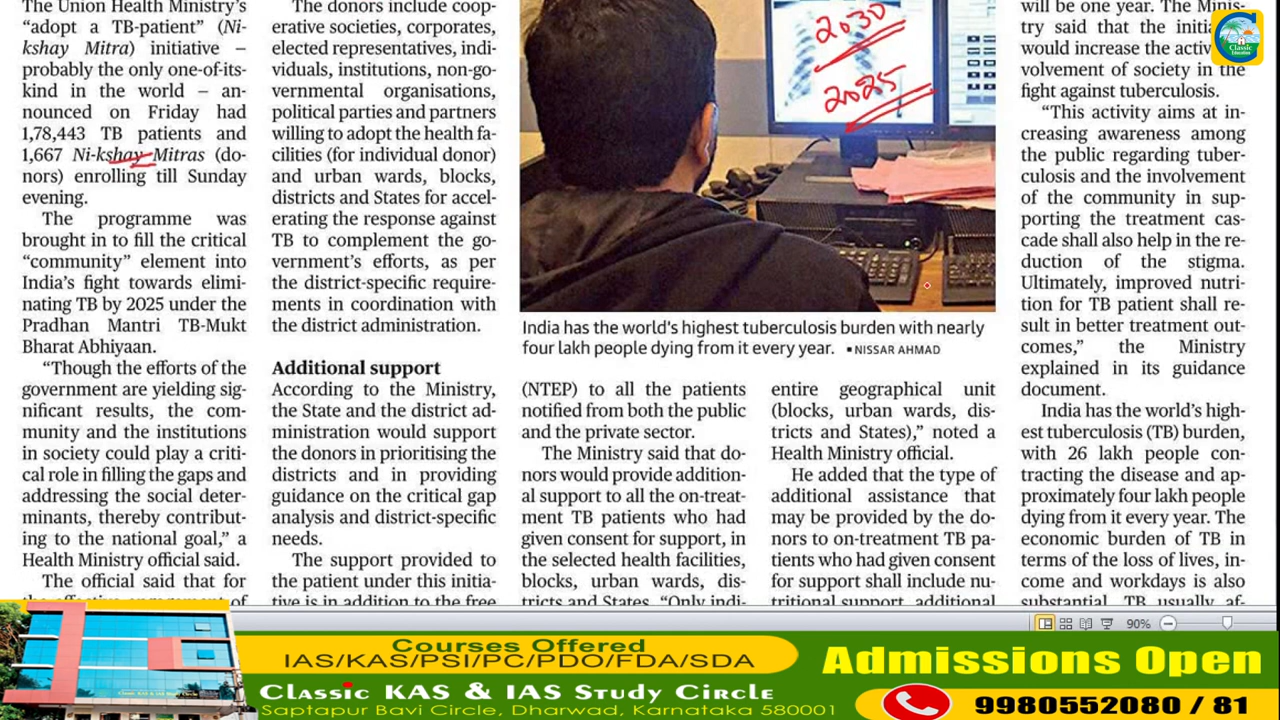 The Union Health Ministry's
"adopt a TB-patient" (Ni-
kshay Mitra) initiative –
probably the only one-of-its-
kind in the world – an-
nounced on Friday had
1,78,443 TB patients and
1,667 Ni-kshay Mitras (do-
nors) enrolling till Sunday
evening.
The programme was
brought in to fill the critical
"community" element into
India's fight towards elimi-
nating TB by 2025 under the
Pradhan Mantri TB-Mukt
Bharat Abhiyaan.
"Though the efforts of the
government are yielding sig-
nificant results, the com-
munity and the institutions
in society could play a criti-
cal role in filling the gaps and
addressing the social deter-
minants, thereby contribut-
ing to the national goal," a
Health Ministry official said.
The official said that for
of
The donors include coop-
erative societies, corporates,
elected representatives, indi-
viduals, institutions, non-go-
vernmental organisations,
political parties and partners
willing to adopt the health fa-
cilities (for individual donor)
and urban wards, blocks,
districts and States for accel-
erating the response against
TB to complement the go-
vernment's efforts, as per
the district-specific require-
ments in coordination with
the district administration.
Additional support
According to the Ministry,
the State and the district ad-
ministration would support
the donors in prioritising the
districts and in providing
guidance on the critical gap
analysis and district-specific
needs.
The support provided to
the patient under this initia-
tive is in addition to the free
2030
2025
India has the world's highest tuberculosis burden with nearly
four lakh people dying from it every year. ▪ NISSAR AHMAD
(NTEP) to all the patients
notified from both the public
and the private sector.
The Ministry said that do-
nors would provide addition-
al support to all the on-treat-
ment TB patients who had
given consent for support, in
the selected health facilities,
blocks, urban wards, dis-
tricts and States. "Only indi-
entire geographical unit
(blocks, urban wards, dis-
tricts and States)," noted a
Health Ministry official.
He added that the type of
additional assistance that
may be provided by the do-
nors to on-treatment TB pa-
tients who had given consent
for support shall include nu-
tritional support, additional
will be one year. The Minis-
try said that the initia
would increase the activ
volvement of society in the
fight against tuberculosis.
"This activity aims at in-
creasing awareness among
the public regarding tuber-
culosis and the involvement
of the community in sup-
porting the treatment cas-
cade shall also help in the re-
duction of the stigma.
Ultimately, improved nutri-
tion for TB patient shall re-
sult in better treatment out-
comes," the Ministry
explained in its guidance
document.
India has the world's high-
est tuberculosis (TB) burden,
with 26 lakh people con-
tracting the disease and ap-
proximately four lakh people
dying from it every year. The
economic burden of TB in
terms of the loss of lives, in-
come and workdays is also
substantial. TB usually af-
Classic
Education
90%
Courses Offered
IAS/KAS/PSI/PC/PDO/FDA/SDA
Classic KAS & IAS Study Circle
Saptapur Bavi Circle, Dharwad, Karnataka 580001
Admissions Open
9980552080 / 81